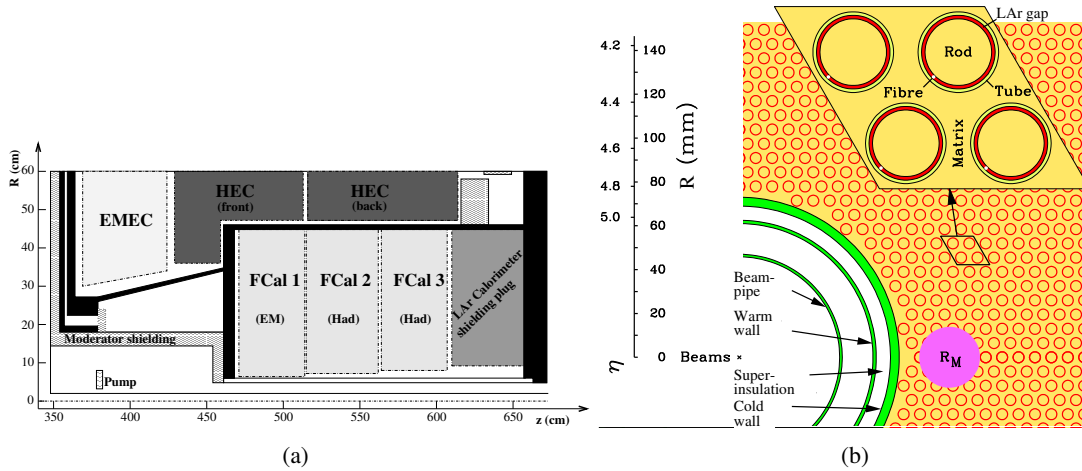 R (cm)
60
50
40
30
20
10
0
EMEC
HEC
(front)
HEC
(back)
FCal 1
(EM)
FCal 2
(Had)
FCal 3
(Had)
LAr Calorimeter
shielding plug
Moderator shielding
Pump
350
400
450
500
550
600
650
z (cm)
(a)
4.2
4.4
4.6
4.8
5.0
η
140
120
100
80
60
40
20
0
R (mm)
LAr gap
Rod
Fibre
Tube
Matrix
Beam-
pipe
Warm
wall
Beams ×
R_M
Super-
insulation
Cold
wall
(b)